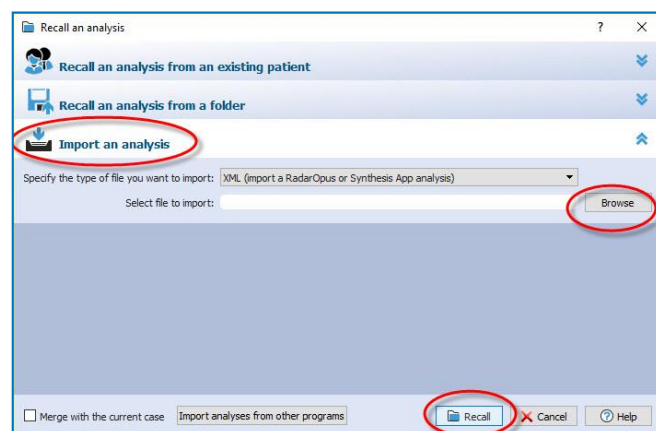 Recall an analysis ? X
Recall an analysis from an existing patient
Recall an analysis from a folder
Import an analysis
Specify the type of file you want to import: XML (import a RadarOpus or Synthesis App analysis)
Select file to import: Browse
Merge with the current case Import analyses from other programs Recall Cancel ? Help